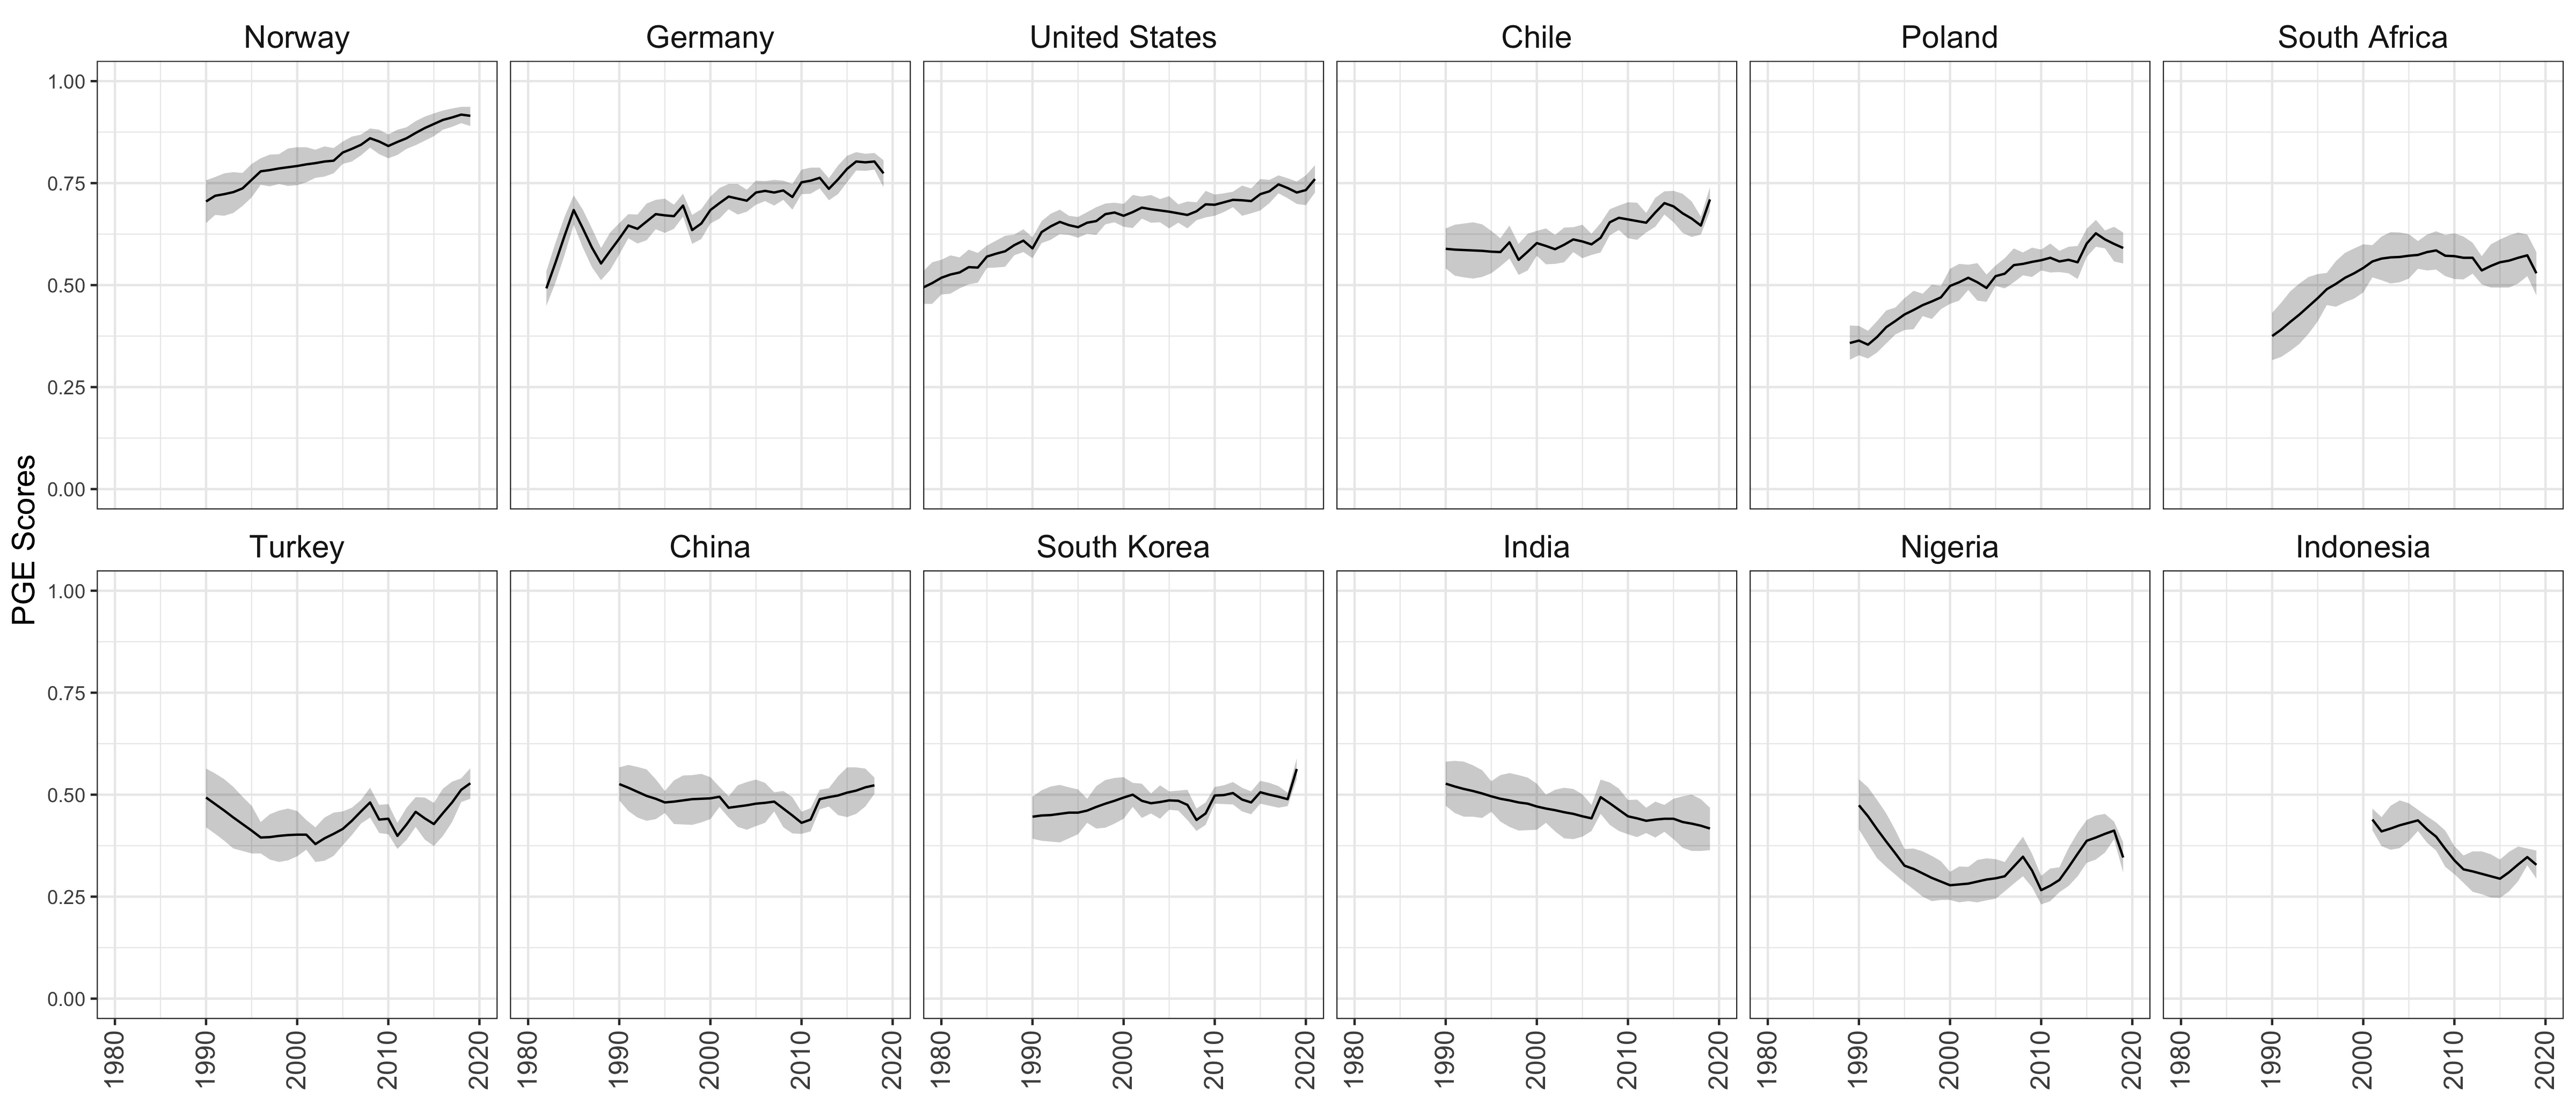 Norway Germany United States Chile Poland South Africa
1.00
0.75
0.50
0.25
0.00
PGE Scores
Turkey China South Korea India Nigeria Indonesia
1.00
0.75
0.50
0.25
0.00
1980 1990 2000 2010 2020 1980 1990 2000 2010 2020 1980 1990 2000 2010 2020 1980 1990 2000 2010 2020 1980 1990 2000 2010 2020 1980 1990 2000 2010 2020